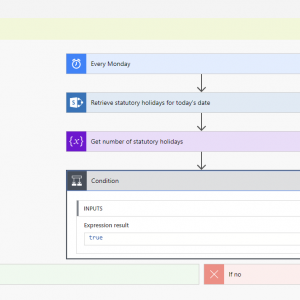 Every Monday
Retrieve statutory holidays for today's date
{x} Get number of statutory holidays
Condition
INPUTS
Expression result
true
If no